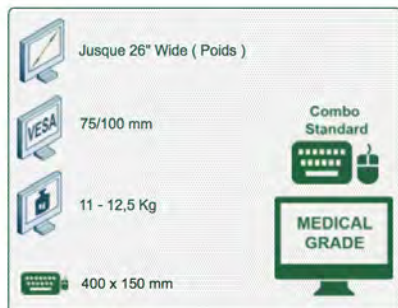 Jusque 26" Wide ( Poids )
VESA
75/100 mm
11 - 12,5 Kg
400 x 150 mm
Combo
Standard
MEDICAL
GRADE